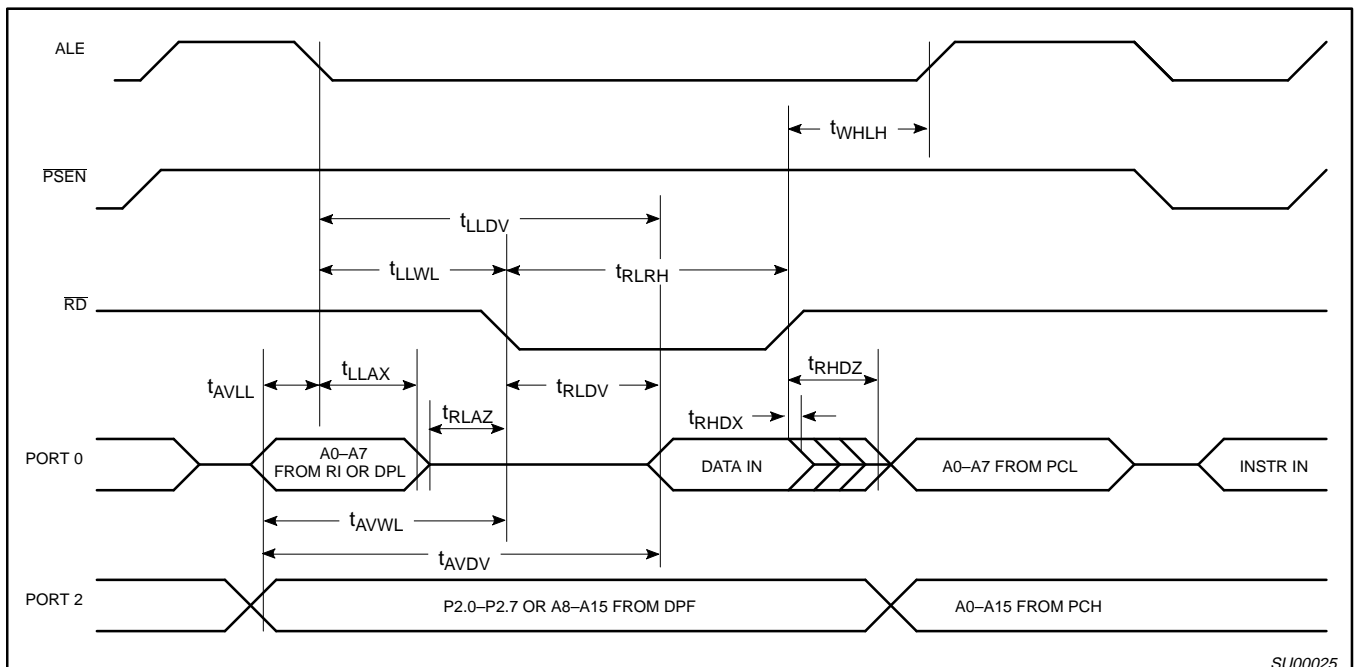 ALE
tWHLH
PSEN
tLLDV
tLLWL
tRLRH
RD
tAVLL
tLLAX
tRLAZ
tRLDV
tRHDZ
tRHDX
PORT 0
A0–A7
FROM RI OR DPL
DATA IN
A0–A7 FROM PCL
INSTR IN
tAVWL
tAVDV
PORT 2
P2.0–P2.7 OR A8–A15 FROM DPF
A0–A15 FROM PCH
SU00025